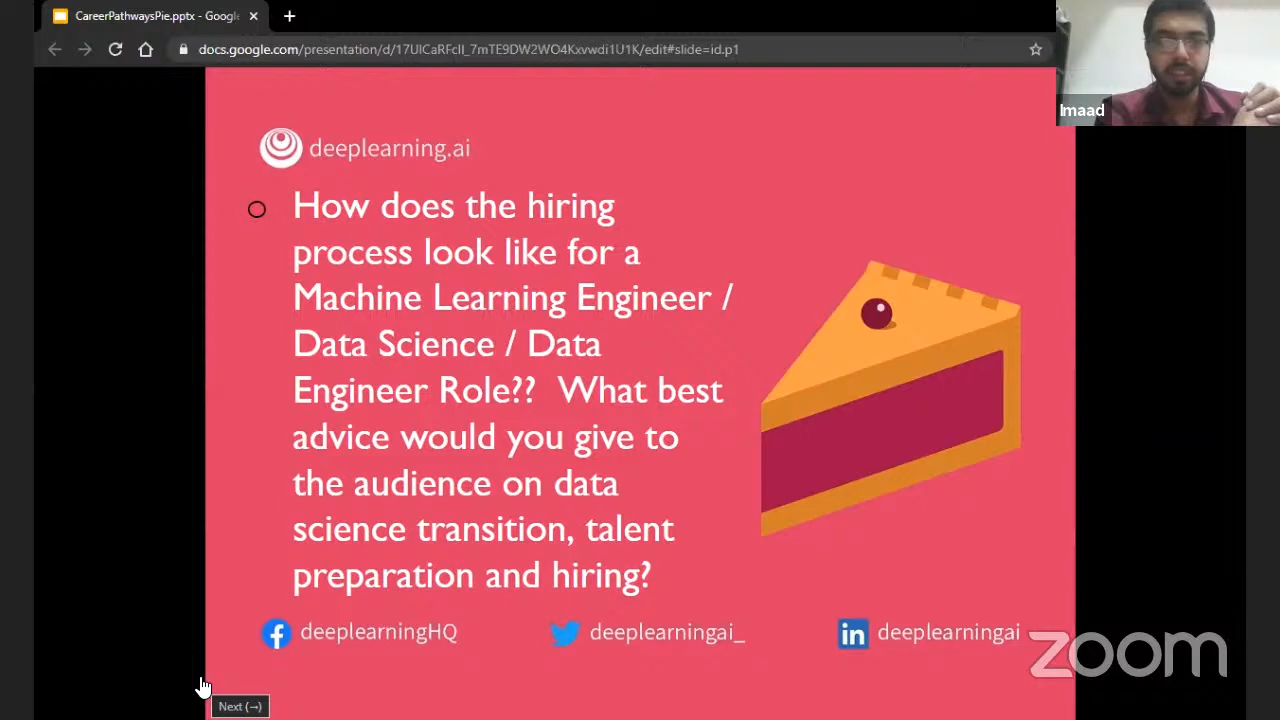 CareerPathwaysPie.pptx - Google
docs.google.com/presentation/d/17UlCaRFcll_7mTE9DW2WO4Kxvwdi1U1K/edit#slide=id.p1
Imaad
deeplearning.ai
How does the hiring
process look like for a
Machine Learning Engineer /
Data Science / Data
Engineer Role?? What best
advice would you give to
the audience on data
science transition, talent
preparation and hiring?
deeplearningHQ
deeplearningai_
deeplearningai
zoom
Next (→)